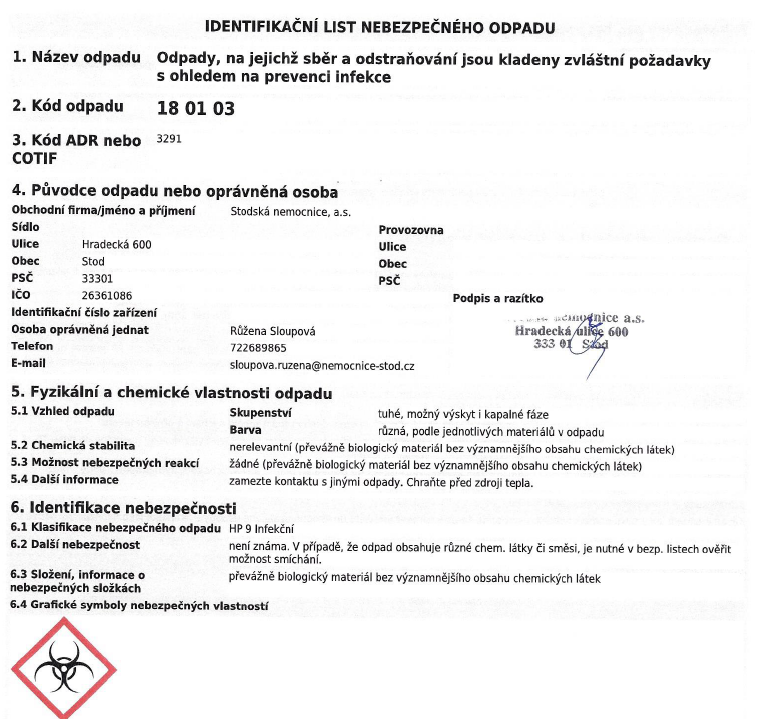 IDENTIFIKAČNÍ LIST NEBEZPEČNÉHO ODPADU
1. Název odpadu Odpady, na jejichž sběr a odstraňování jsou kladeny zvláštní požadavky
s ohledem na prevenci infekce
2. Kód odpadu 18 01 03
3. Kód ADR nebo 3291
COTIF
4. Původce odpadu nebo oprávněná osoba
Obchodní firma/jméno a příjmení Stodská nemocnice, a.s.
Sídlo Provozovna
Ulice Hradecká 600 Ulice
Obec Stod Obec
PSČ 33301 PSČ
IČO 26361086
Podpis a razítko
Identifikační číslo zařízení
nemocnice a.s.
Osoba oprávněná jednat Růžena Sloupová Hradecká ulice 600
Telefon 722689865 333 01 Stod
E-mail sloupova.ruzena@nemocnice-stod.cz
5. Fyzikální a chemické vlastnosti odpadu
5.1 Vzhled odpadu Skupenství tuhé, možný výskyt i kapalné fáze
Barva různá, podle jednotlivých materiálů v odpadu
5.2 Chemická stabilita nerelevantní (převážně biologický materiál bez významnějšího obsahu chemických látek)
5.3 Možnost nebezpečných reakcí žádné (převážně biologický materiál bez významnějšího obsahu chemických látek)
5.4 Další informace zamezte kontaktu s jinými odpady. Chraňte před zdroji tepla.
6. Identifikace nebezpečnosti
6.1 Klasifikace nebezpečného odpadu HP 9 Infekční
6.2 Další nebezpečnost není známa. V případě, že odpad obsahuje různé chem. látky či směsi, je nutné v bezp. listech ověřit
možnost smíchání.
6.3 Složení, informace o převážně biologický materiál bez významnějšího obsahu chemických látek
nebezpečných složkách
6.4 Grafické symboly nebezpečných vlastností